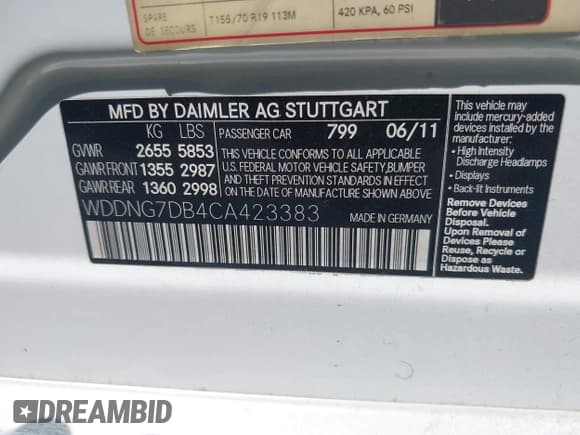 SPARE
DE SECOURS
T155/70 R19 113M
420 KPA, 60 PSI
MFD BY DAIMLER AG STUTTGART
KG LBS
GVWR 2655 5853
GAWR FRONT 1355 2987
GAWR REAR 1360 2998
PASSENGER CAR 799 06/11
THIS VEHICLE CONFORMS TO ALL APPLICABLE
U.S. FEDERAL MOTOR VEHICLE SAFETY, BUMPER
AND THEFT PREVENTION STANDARDS IN EFFECT
ON THE DATE OF MANUFACTURE SHOWN ABOVE.
WDDNG7DB4CA423383
MADE IN GERMANY
This vehicle may
include mercury-added
devices installed by the
manufacturer:
• High Intensity
Discharge Headlamps
• Displays
• Back-lit Instruments
Remove Devices
Before Vehicle
Disposal.
Upon Removal of
Devices Please
Reuse, Recycle or
Dispose as
Hazardous Waste.
DREAMBID